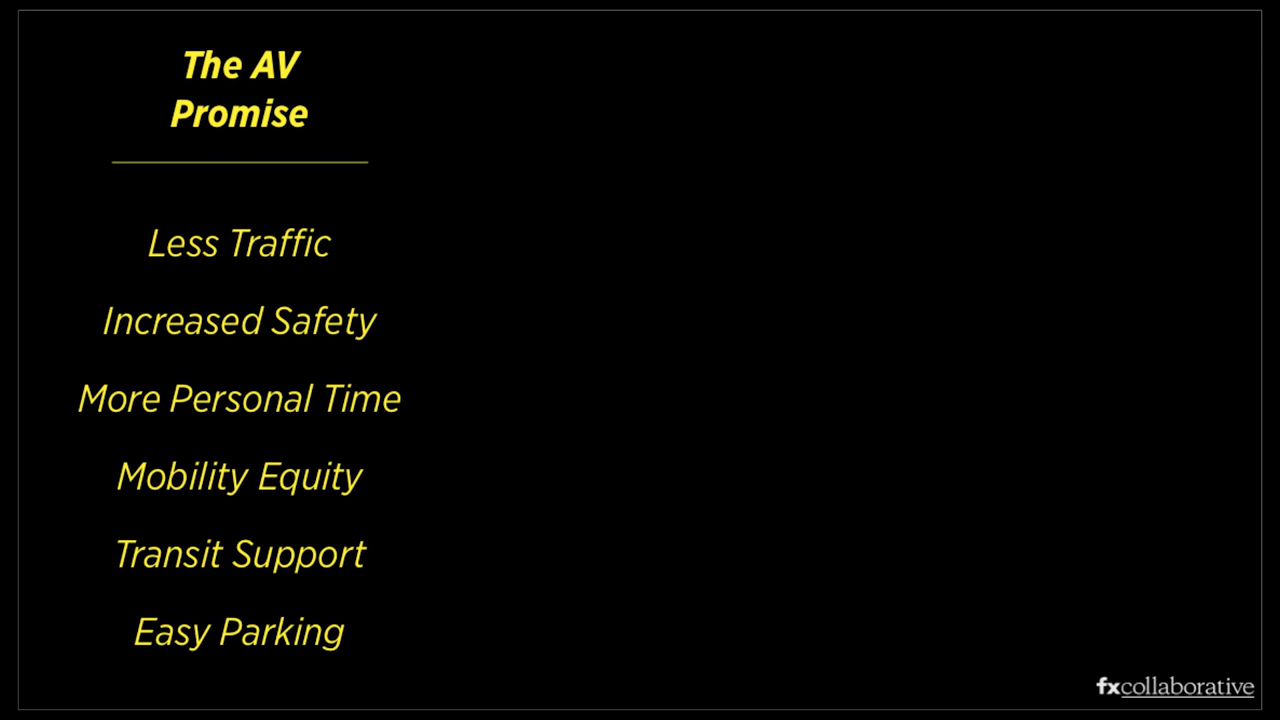 The AV
Promise
Less Traffic
Increased Safety
More Personal Time
Mobility Equity
Transit Support
Easy Parking
fxcollaborative